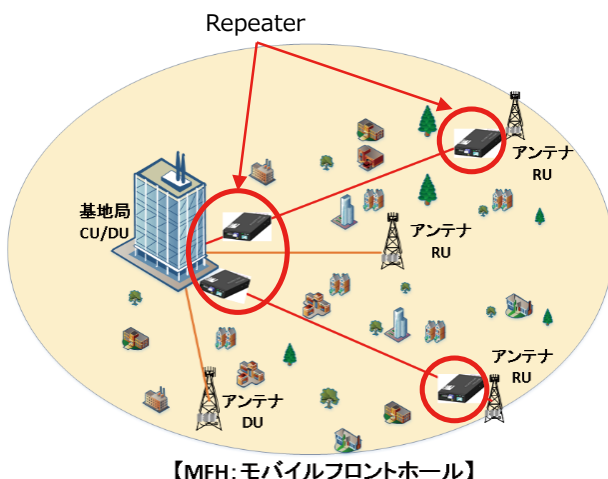 Repeater
アンテナ
RU
基地局
CU/DU
アンテナ
RU
アンテナ
RU
アンテナ
DU
【MFH:モバイルフロントホール】